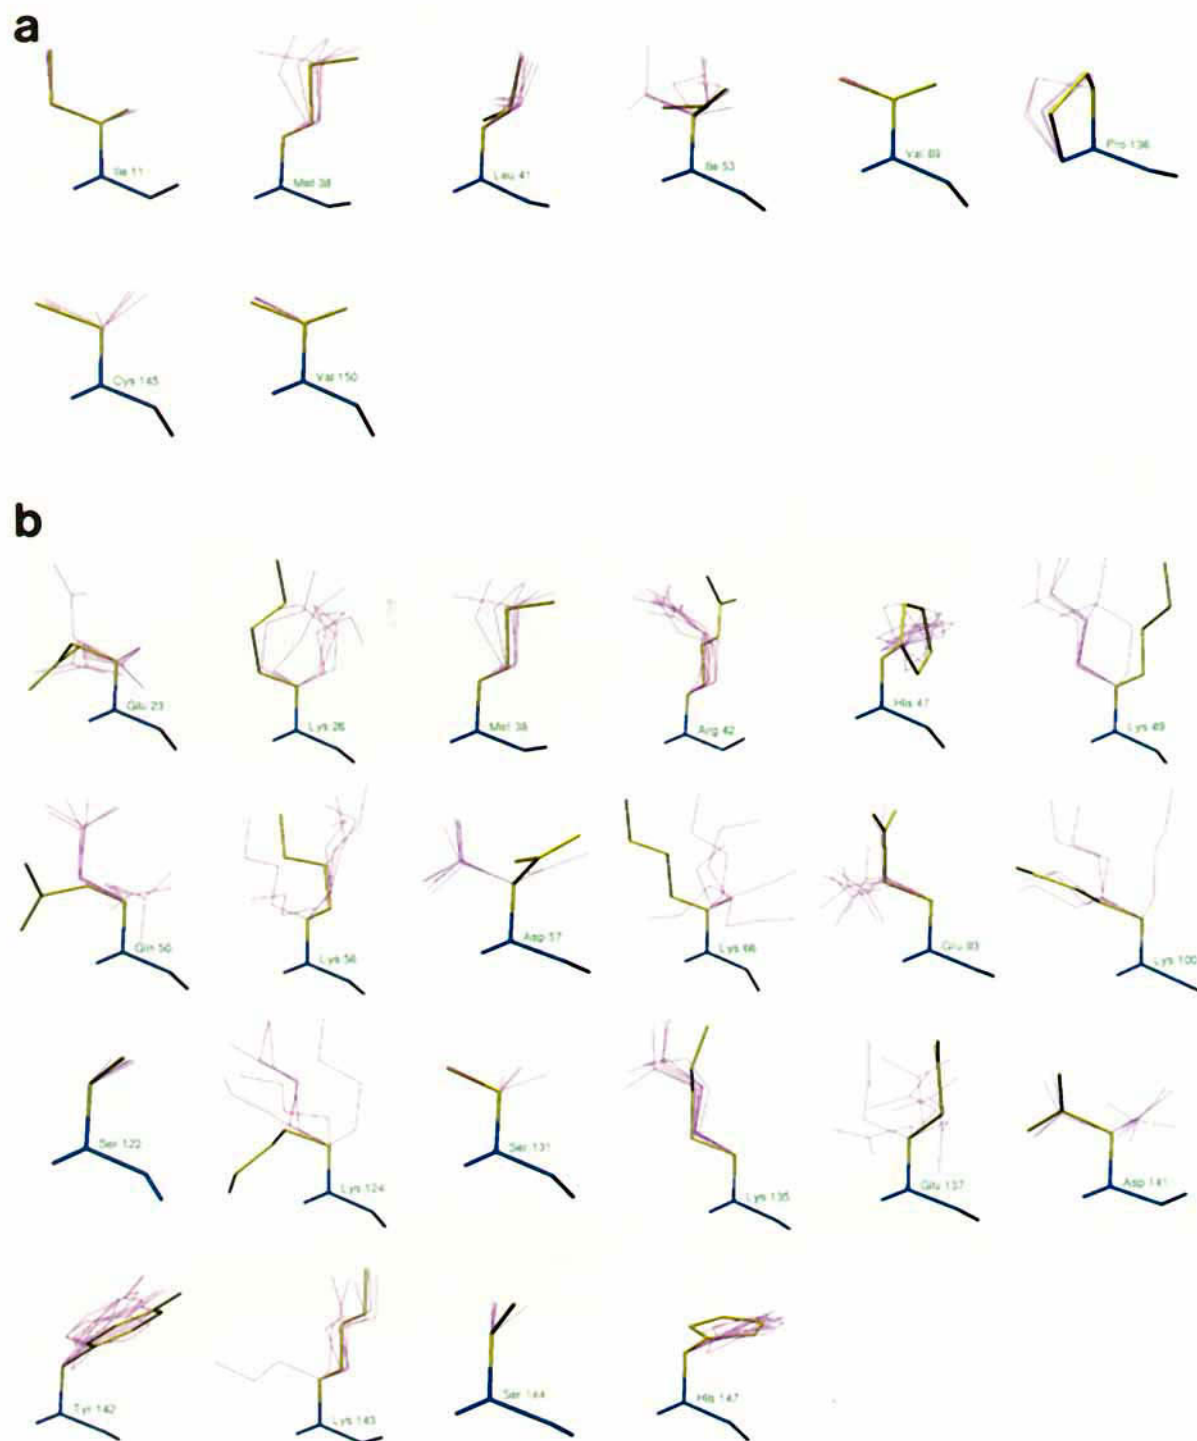 a
Ile 11
Met 38
Leu 41
Ile 53
Val 89
Pro 136
Cys 145
Val 150
b
Glu 23
Lys 26
Met 38
Arg 42
His 47
Lys 49
Gln 50
Lys 56
Asp 57
Lys 66
Glu 93
Lys 100
Ser 122
Lys 124
Ser 131
Lys 135
Glu 137
Asp 141
Tyr 142
Lys 143
Ser 144
His 147